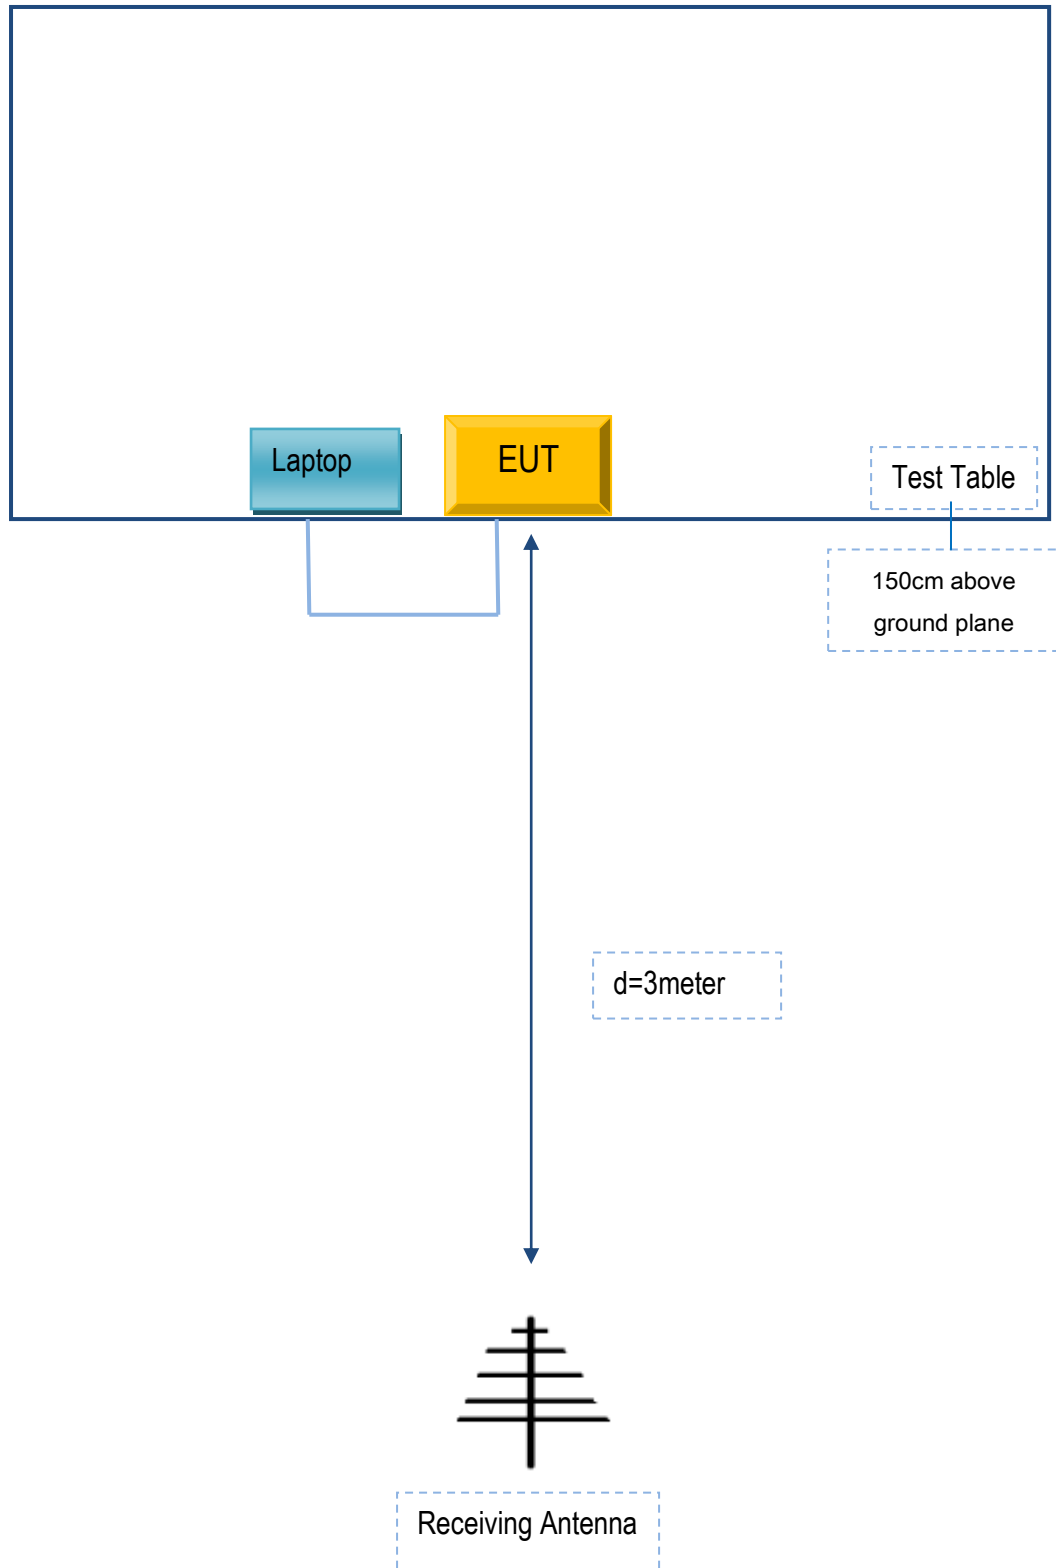 Laptop
EUT
Test Table
150cm above
ground plane
d=3meter
Receiving Antenna